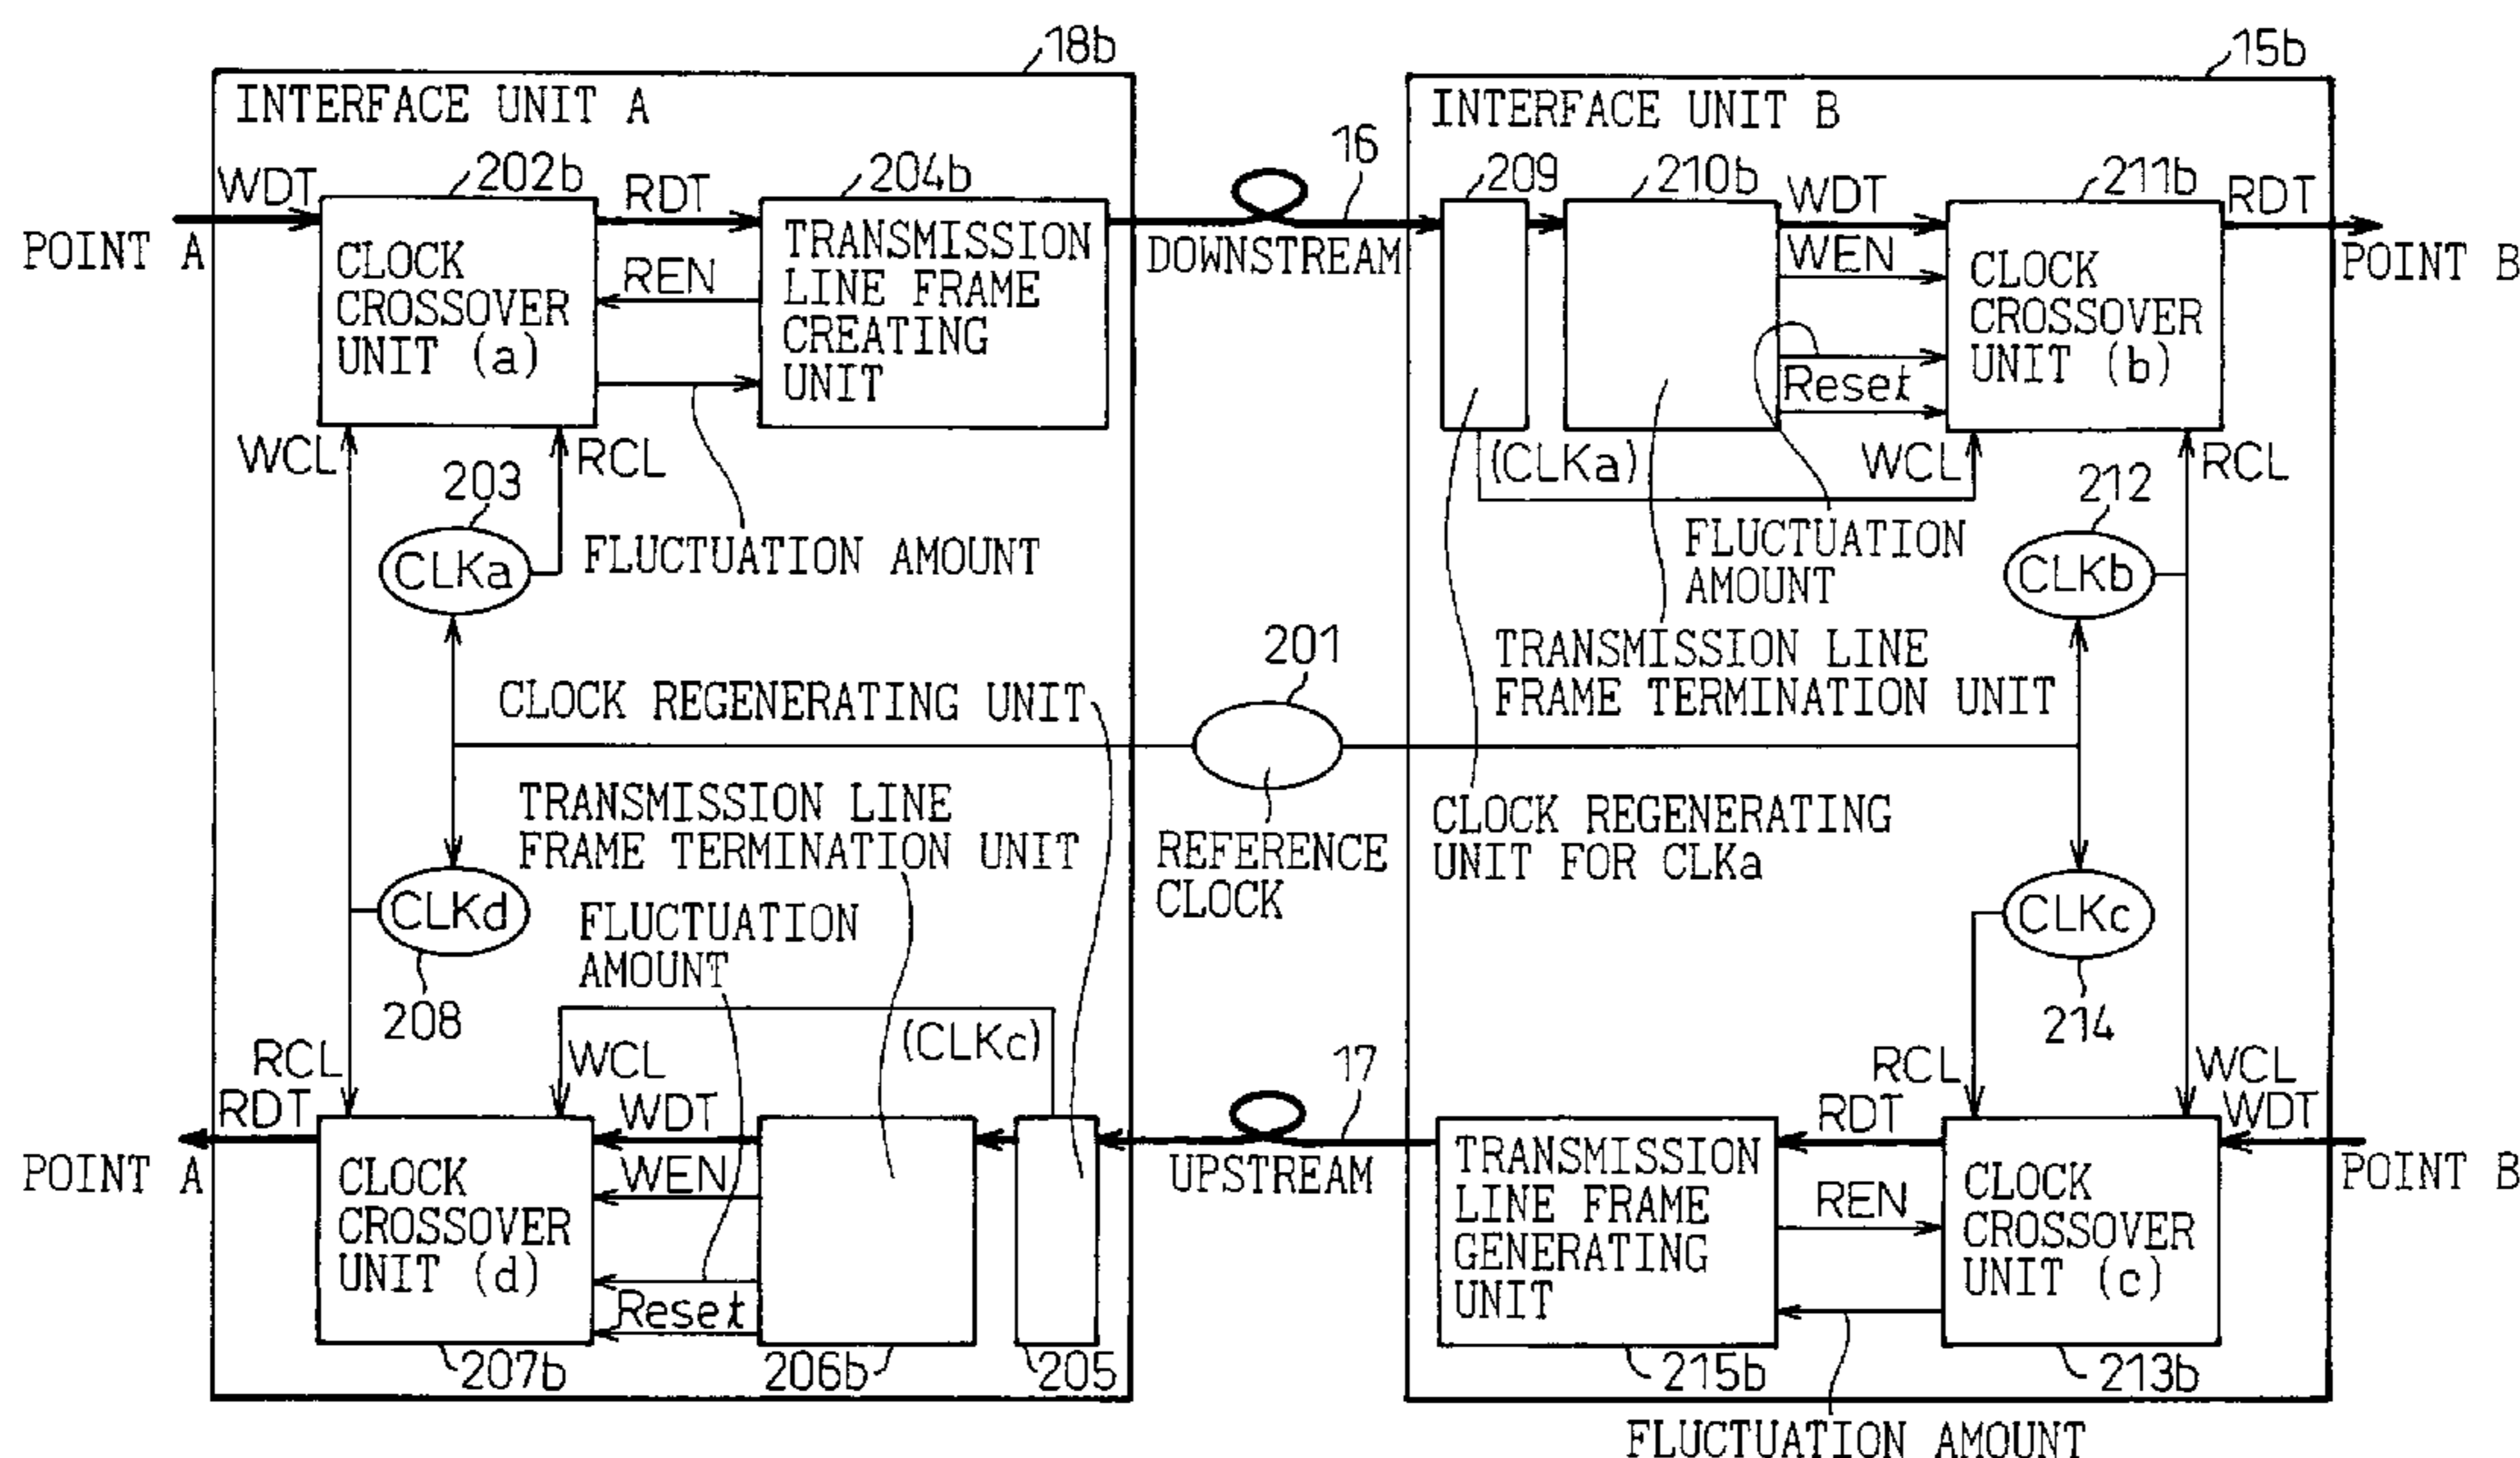 18b
15b
INTERFACE UNIT A
INTERFACE UNIT B
WDT
202b
RDT
204b
16
209
210b
WDT
211b
RDT
POINT A
CLOCK
CROSSOVER
UNIT (a)
REN
TRANSMISSION
LINE FRAME
CREATING
UNIT
DOWNSTREAM
WEN
Reset
CLOCK
CROSSOVER
UNIT (b)
POINT B
WCL
203
RCL
(CLKa)
WCL
212
RCL
CLKa
FLUCTUATION AMOUNT
FLUCTUATION
AMOUNT
CLKb
201
TRANSMISSION LINE
FRAME TERMINATION UNIT
CLOCK REGENERATING UNIT
TRANSMISSION LINE
FRAME TERMINATION UNIT
REFERENCE
CLOCK
CLOCK REGENERATING
UNIT FOR CLKa
CLKd
FLUCTUATION
AMOUNT
CLKc
208
214
RCL
WCL
(CLKc)
17
RCL
WCL
RDT
WDT
RDT
WDT
POINT A
CLOCK
CROSSOVER
UNIT (d)
WEN
Reset
UPSTREAM
TRANSMISSION
LINE FRAME
GENERATING
UNIT
REN
CLOCK
CROSSOVER
UNIT (c)
POINT B
207b
206b
205
215b
213b
FLUCTUATION AMOUNT